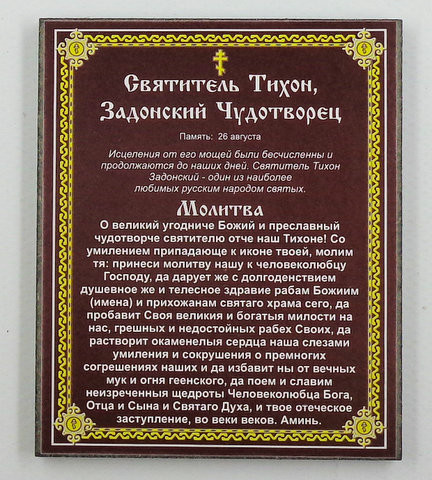 Святитель Тихон,
Задонский Чудотворец
Память: 26 августа
Исцеления от его мощей были бесчисленны и
продолжаются до наших дней. Святитель Тихон
Задонский - один из наиболее
любимых русским народом святых.
Молитва
О великий угодниче Божий и преславный
чудотворче святителю отче наш Тихоне! Со
умилением припадающе к иконе твоей, молим
тя: принеси молитву нашу к человеколюбцу
Господу, да дарует же с долгоденствием
душевное же и телесное здравие рабам Божиим
(имена) и прихожанам святаго храма сего, да
пробавит Своя великия и богатыя милости на
нас, грешных и недостойных рабех Своих, да
растворит окаменелыя сердца наша слезами
умиления и сокрушения о премногих
согрешениях наших и да избавит ны от вечных
мук и огня геенского, да поем и славим
неизреченныя щедроты Человеколюбца Бога,
Отца и Сына и Святаго Духа, и твое отеческое
заступление, во веки веков. Аминь.